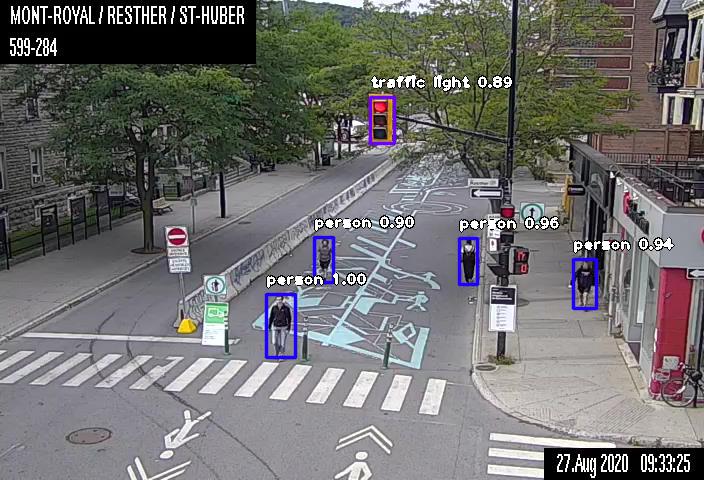 MONT-ROYAL / RESTHER / ST-HUBER
599-284
traffic light 0.89
person 0.90
person 0.96
person 0.94
person 1.00
27.Aug 2020 09:33:25